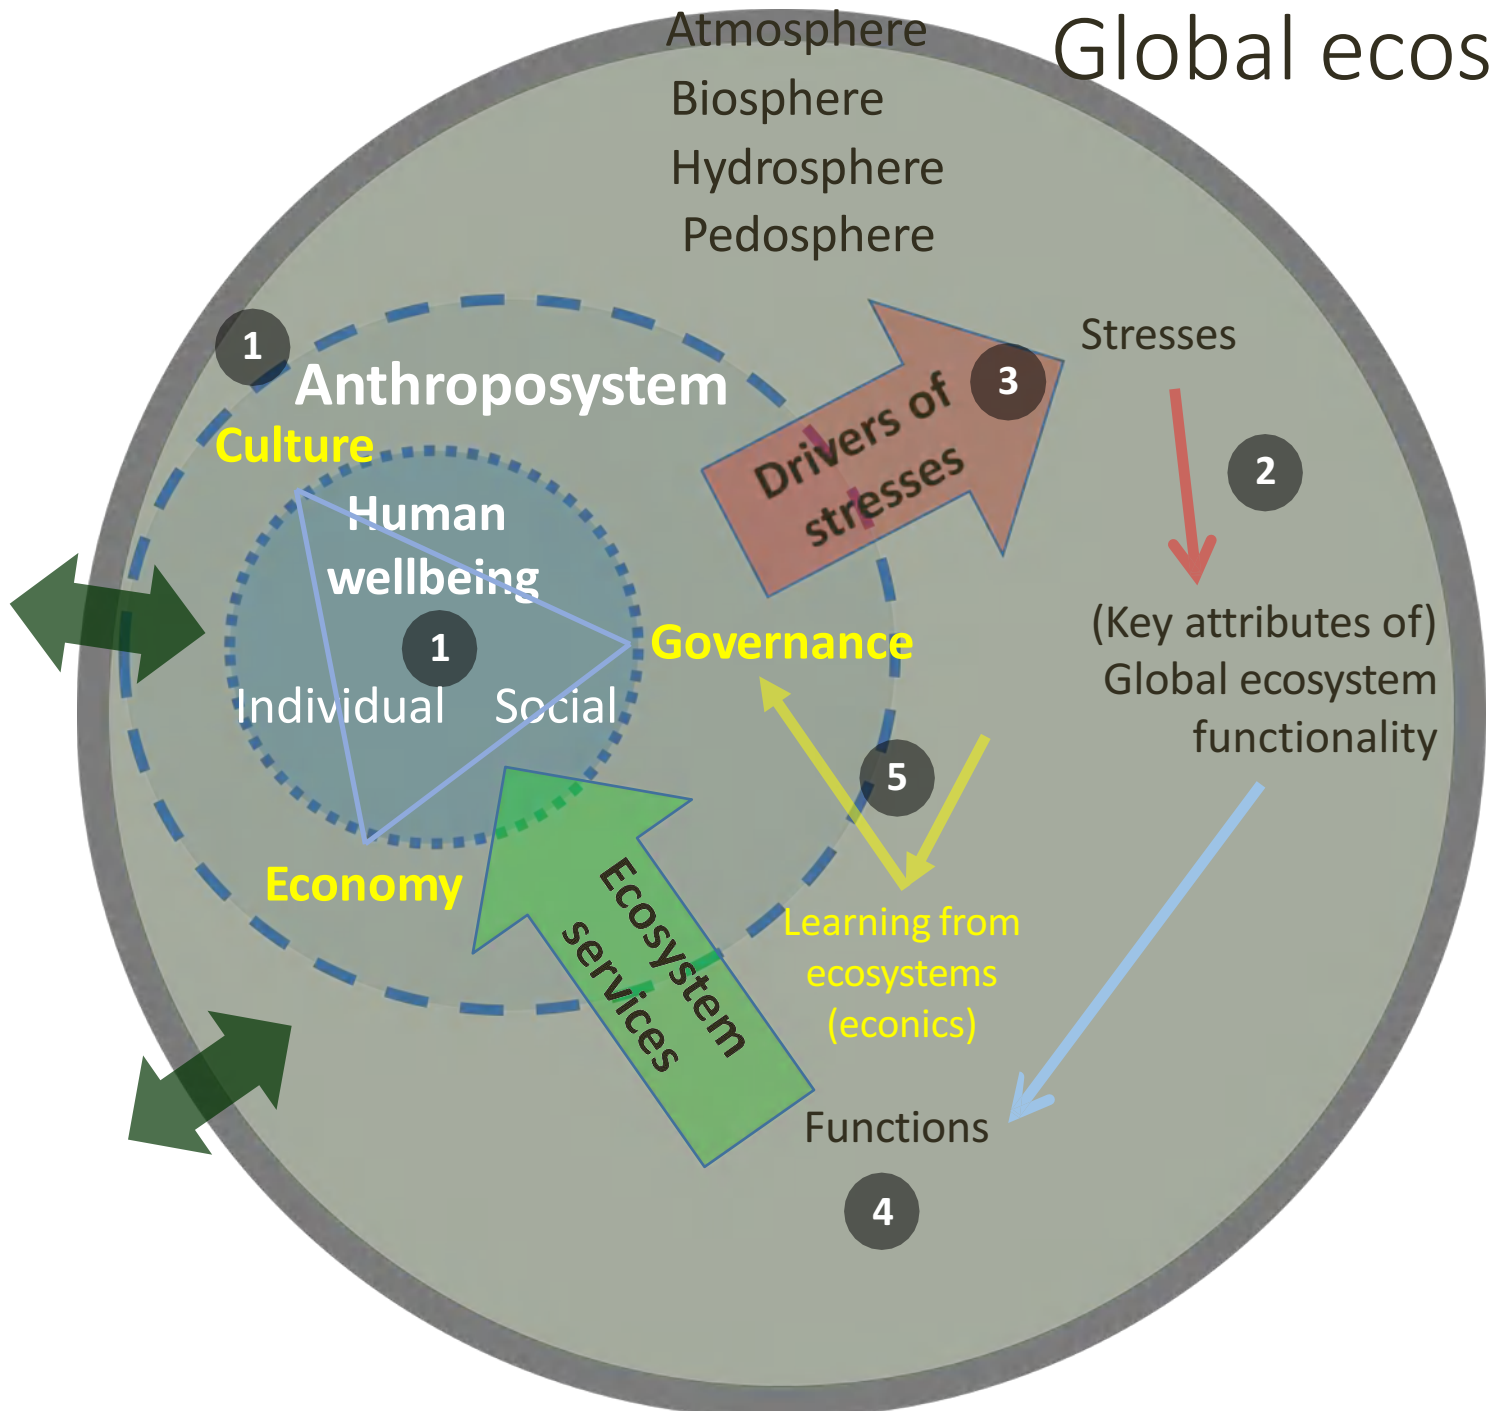 Global ecos
Atmosphere
Biosphere
Hydrosphere
Pedosphere
1
Anthroposystem
Culture
Human
wellbeing
1
Individual Social
Governance
Economy
Drivers of
stresses
3
Stresses
2
(Key attributes of)
Global ecosystem
functionality
5
Learning from
ecosystems
(econics)
Ecosystem
services
Functions
4